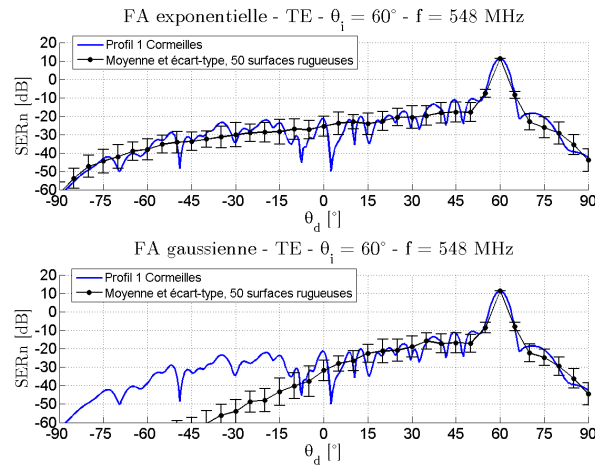 FA exponentielle - TE - θi = 60° - f = 548 MHz
Profil 1 Cormeilles
Moyenne et écart-type, 50 surfaces rugueuses
SERn [dB]
20
10
0
-10
-20
-30
-40
-50
-60
-90 -75 -60 -45 -30 -15 0 15 30 45 60 75 90
θd [°]
FA gaussienne - TE - θi = 60° - f = 548 MHz
Profil 1 Cormeilles
Moyenne et écart-type, 50 surfaces rugueuses
SERn [dB]
20
10
0
-10
-20
-30
-40
-50
-60
-90 -75 -60 -45 -30 -15 0 15 30 45 60 75 90
θd [°]